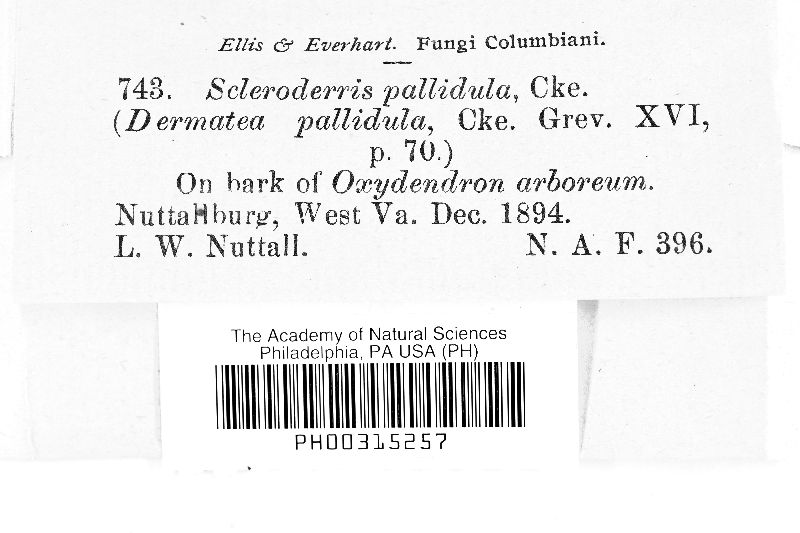 Ellis & Everhart. Fungi Columbiani.
743. Scleroderris pallidula, Cke.
(Dermatea pallidula, Cke. Grev. XVI,
p. 70.)
On bark of Oxydendron arboreum.
Nuttallburg, West Va. Dec. 1894.
L. W. Nuttall. N. A. F. 396.
The Academy of Natural Sciences
Philadelphia, PA USA (PH)
PH00315257